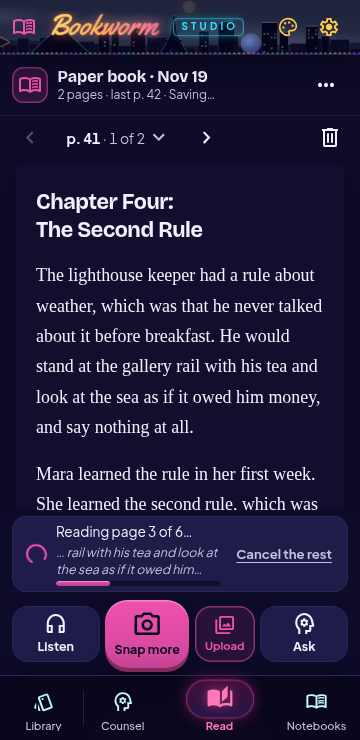 Bookworm STUDIO
Paper book · Nov 19
2 pages · last p. 42 · Saving...
p. 41 · 1 of 2
Chapter Four:
The Second Rule
The lighthouse keeper had a rule about
weather, which was that he never talked
about it before breakfast. He would
stand at the gallery rail with his tea and
look at the sea as if it owed him money,
and say nothing at all.
Mara learned the rule in her first week.
She learned the second rule, which was
Reading page 3 of 6...
... rail with his tea and look at
the sea as if it owed him...
Cancel the rest
Listen
Snap more
Upload
Ask
Library
Counsel
Read
Notebooks